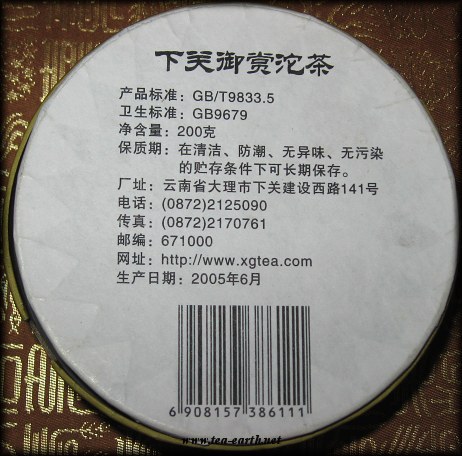 下关御赏沱茶
产品标准：GB/T9833.5
卫生标准：GB9679
净含量：200克
保质期：在清洁、防潮、无异味、无污染
的贮存条件下可长期保存。
厂址：云南省大理市下关建设西路141号
电话：(0872)2125090
传真：(0872)2170761
邮编：671000
网址：http://www.xgtea.com
生产日期：2005年6月
6 908157 386111
www.tea-earth.net